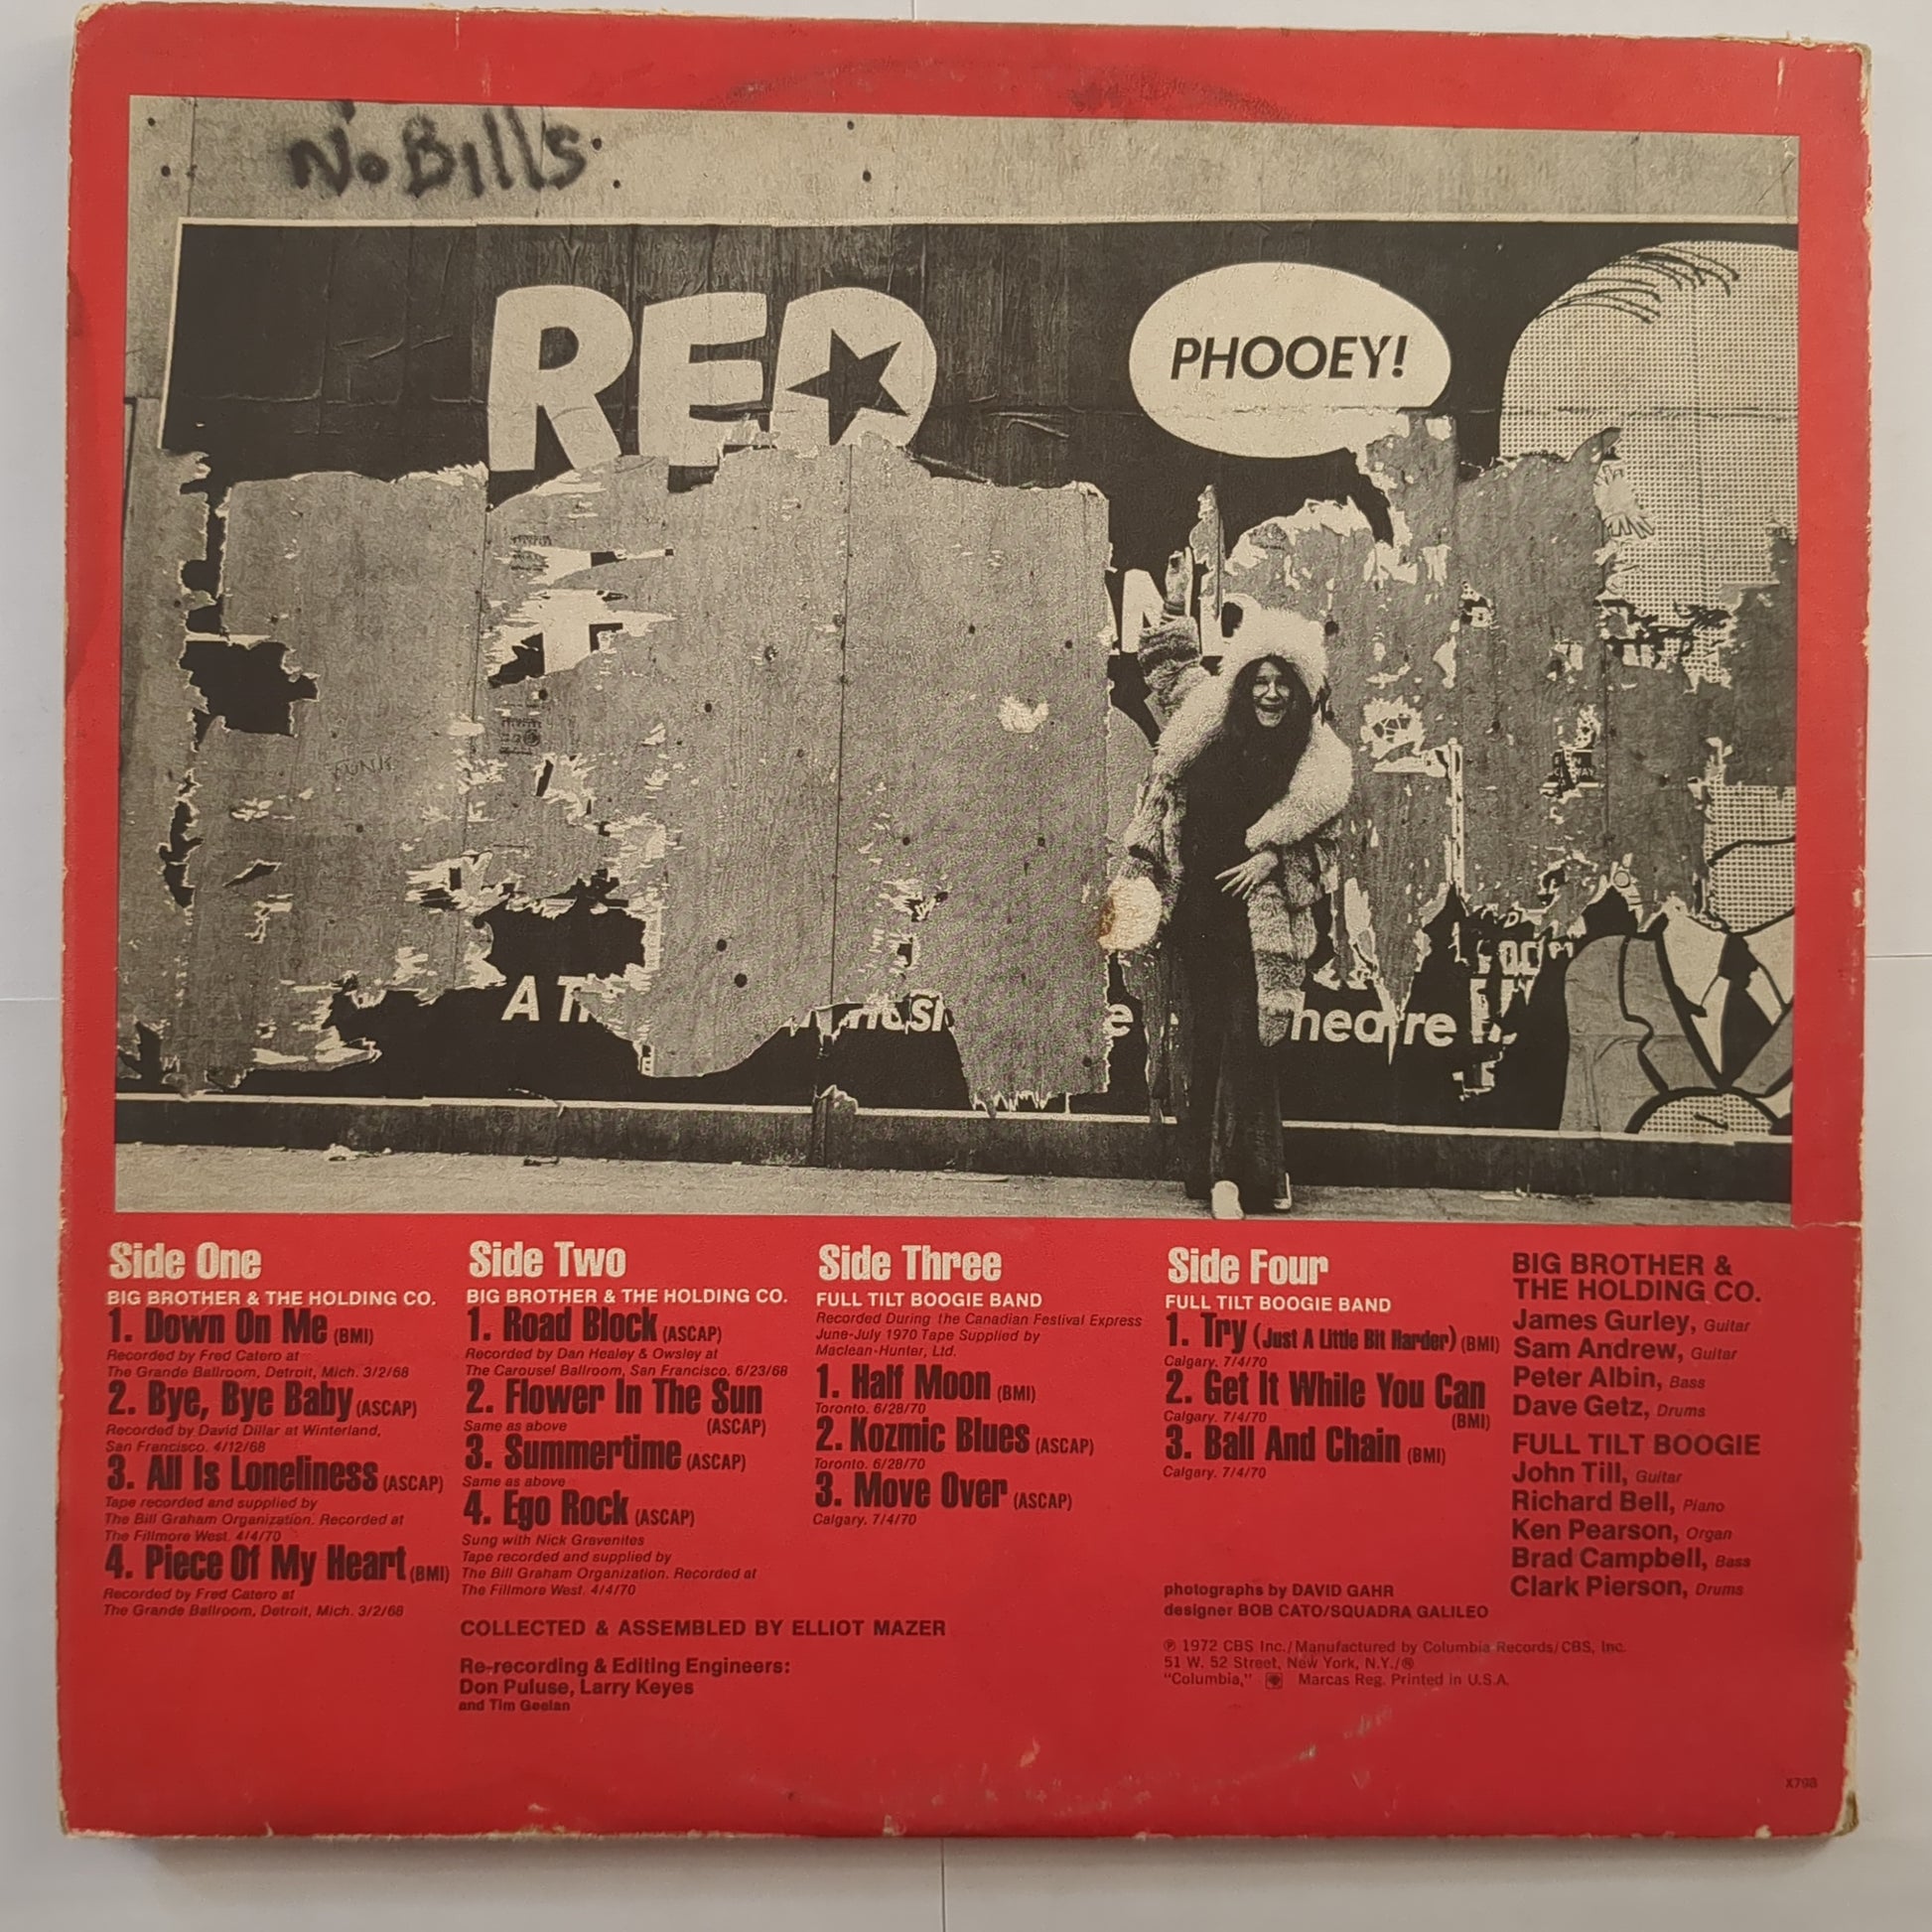 No Bills
RED
PHOOEY!
A T
e heatre
Side One
BIG BROTHER & THE HOLDING CO.
1. Down On Me (BMI)
Recorded by Fred Catero at
The Grande Ballroom, Detroit, Mich. 3/2/68
2. Bye, Bye Baby (ASCAP)
Recorded by David Dillar at Winterland,
San Francisco. 4/12/68
3. All Is Loneliness (ASCAP)
Tape recorded and supplied by
The Bill Graham Organization. Recorded at
The Fillmore West. 4/4/70
4. Piece Of My Heart (BMI)
Recorded by Fred Catero at
The Grande Ballroom, Detroit, Mich. 3/2/68
Side Two
BIG BROTHER & THE HOLDING CO.
1. Road Block (ASCAP)
Recorded by Dan Healey & Owsley at
The Carousel Ballroom, San Francisco. 6/23/68
2. Flower In The Sun
Same as above (ASCAP)
3. Summertime (ASCAP)
Same as above
4. Ego Rock (ASCAP)
Sung with Nick Gravenites
Tape recorded and supplied by
The Bill Graham Organization. Recorded at
The Fillmore West. 4/4/70
COLLECTED & ASSEMBLED BY ELLIOT MAZER
Re-recording & Editing Engineers:
Don Puluse, Larry Keyes
and Tim Geelan
Side Three
FULL TILT BOOGIE BAND
Recorded During the Canadian Festival Express
June-July 1970 Tape Supplied by
Maclean-Hunter, Ltd.
1. Half Moon (BMI)
Toronto. 6/28/70
2. Kozmic Blues (ASCAP)
Toronto. 6/28/70
3. Move Over (ASCAP)
Calgary. 7/4/70
Side Four
FULL TILT BOOGIE BAND
1. Try (Just A Little Bit Harder) (BMI)
Calgary. 7/4/70
2. Get It While You Can
Calgary. 7/4/70 (BMI)
3. Ball And Chain (BMI)
Calgary. 7/4/70
photographs by DAVID GAHR
designer BOB CATO/SQUADRA GALILEO
℗ 1972 CBS Inc./Manufactured by Columbia Records/CBS, Inc.
51 W. 52 Street, New York, N.Y./®
"Columbia," Marcas Reg. Printed in U.S.A.
BIG BROTHER &
THE HOLDING CO.
James Gurley, Guitar
Sam Andrew, Guitar
Peter Albin, Bass
Dave Getz, Drums
FULL TILT BOOGIE
John Till, Guitar
Richard Bell, Piano
Ken Pearson, Organ
Brad Campbell, Bass
Clark Pierson, Drums
X798